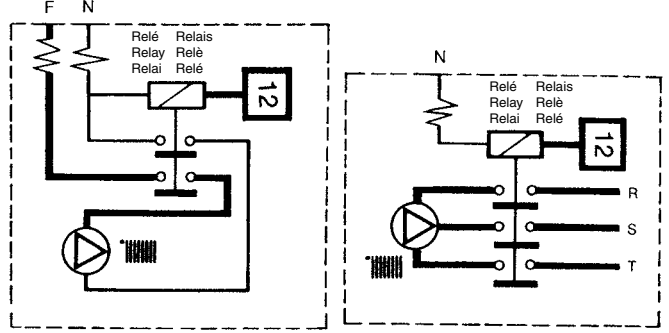 F N
Relé Relais
Relay Relè
Relai Relé
12
N
Relé Relais
Relay Relè
Relai Relé
12
R
S
T